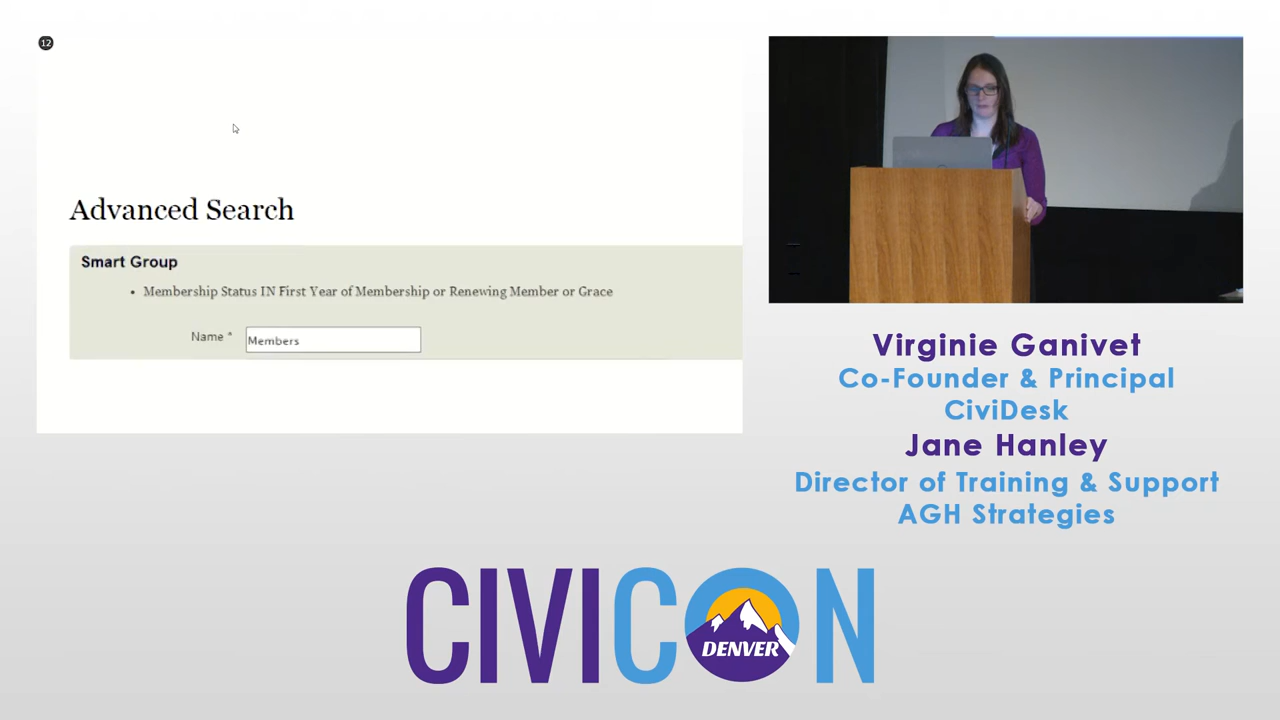 12
Advanced Search
Smart Group
• Membership Status IN First Year of Membership or Renewing Member or Grace
Name *
Members
Virginie Ganivet
Co-Founder & Principal
CiviDesk
Jane Hanley
Director of Training & Support
AGH Strategies
CIVICON
DENVER